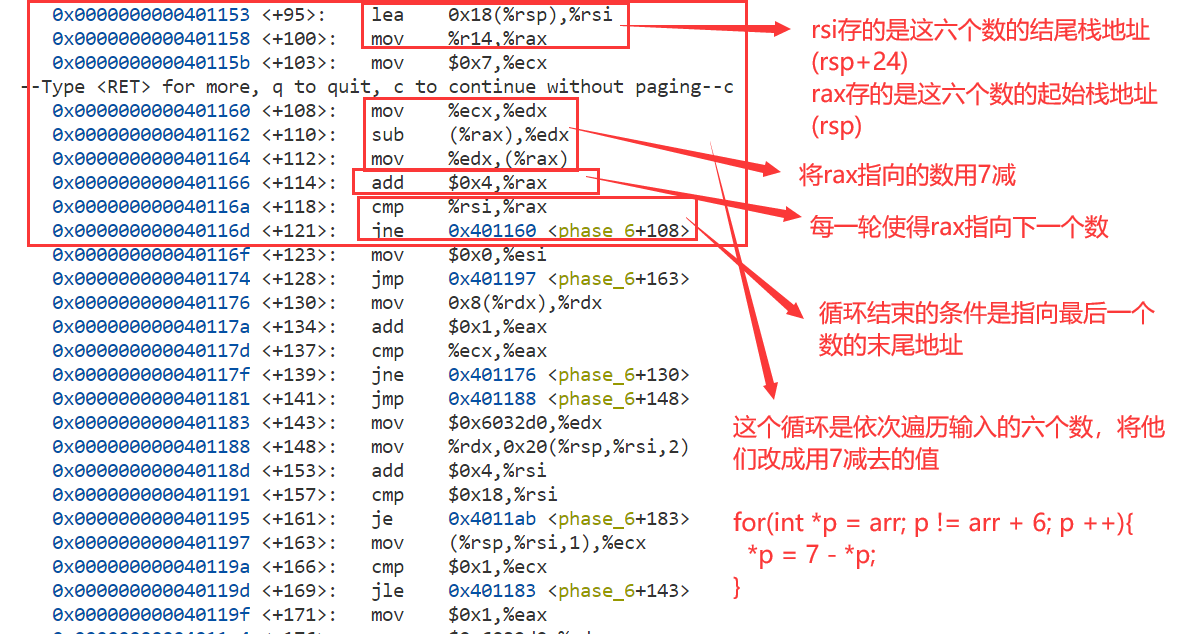 0x0000000000401153 <+95>: lea 0x18(%rsp),%rsi
0x0000000000401158 <+100>: mov %r14,%rax
0x000000000040115b <+103>: mov $0x7,%ecx
--Type <RET> for more, q to quit, c to continue without paging--c
0x0000000000401160 <+108>: mov %ecx,%edx
0x0000000000401162 <+110>: sub (%rax),%edx
0x0000000000401164 <+112>: mov %edx,(%rax)
0x0000000000401166 <+114>: add $0x4,%rax
0x000000000040116a <+118>: cmp %rsi,%rax
0x000000000040116d <+121>: jne 0x401160 <phase_6+108>
0x000000000040116f <+123>: mov $0x0,%esi
0x0000000000401174 <+128>: jmp 0x401197 <phase_6+163>
0x0000000000401176 <+130>: mov 0x8(%rdx),%rdx
0x000000000040117a <+134>: add $0x1,%eax
0x000000000040117d <+137>: cmp %ecx,%eax
0x000000000040117f <+139>: jne 0x401176 <phase_6+130>
0x0000000000401181 <+141>: jmp 0x401188 <phase_6+148>
0x0000000000401183 <+143>: mov $0x6032d0,%edx
0x0000000000401188 <+148>: mov %rdx,0x20(%rsp,%rsi,2)
0x000000000040118d <+153>: add $0x4,%rsi
0x0000000000401191 <+157>: cmp $0x18,%rsi
0x0000000000401195 <+161>: je 0x4011ab <phase_6+183>
0x0000000000401197 <+163>: mov (%rsp,%rsi,1),%ecx
0x000000000040119a <+166>: cmp $0x1,%ecx
0x000000000040119d <+169>: jle 0x401183 <phase_6+143>
0x000000000040119f <+171>: mov $0x1,%eax
rsi存的是这六个数的结尾栈地址
(rsp+24)
rax存的是这六个数的起始栈地址
(rsp)
将rax指向的数用7减
每一轮使得rax指向下一个数
循环结束的条件是指向最后一个
数的末尾地址
这个循环是依次遍历输入的六个数，将他
们改成用7减去的值
for(int *p = arr; p != arr + 6; p ++){
*p = 7 - *p;
}